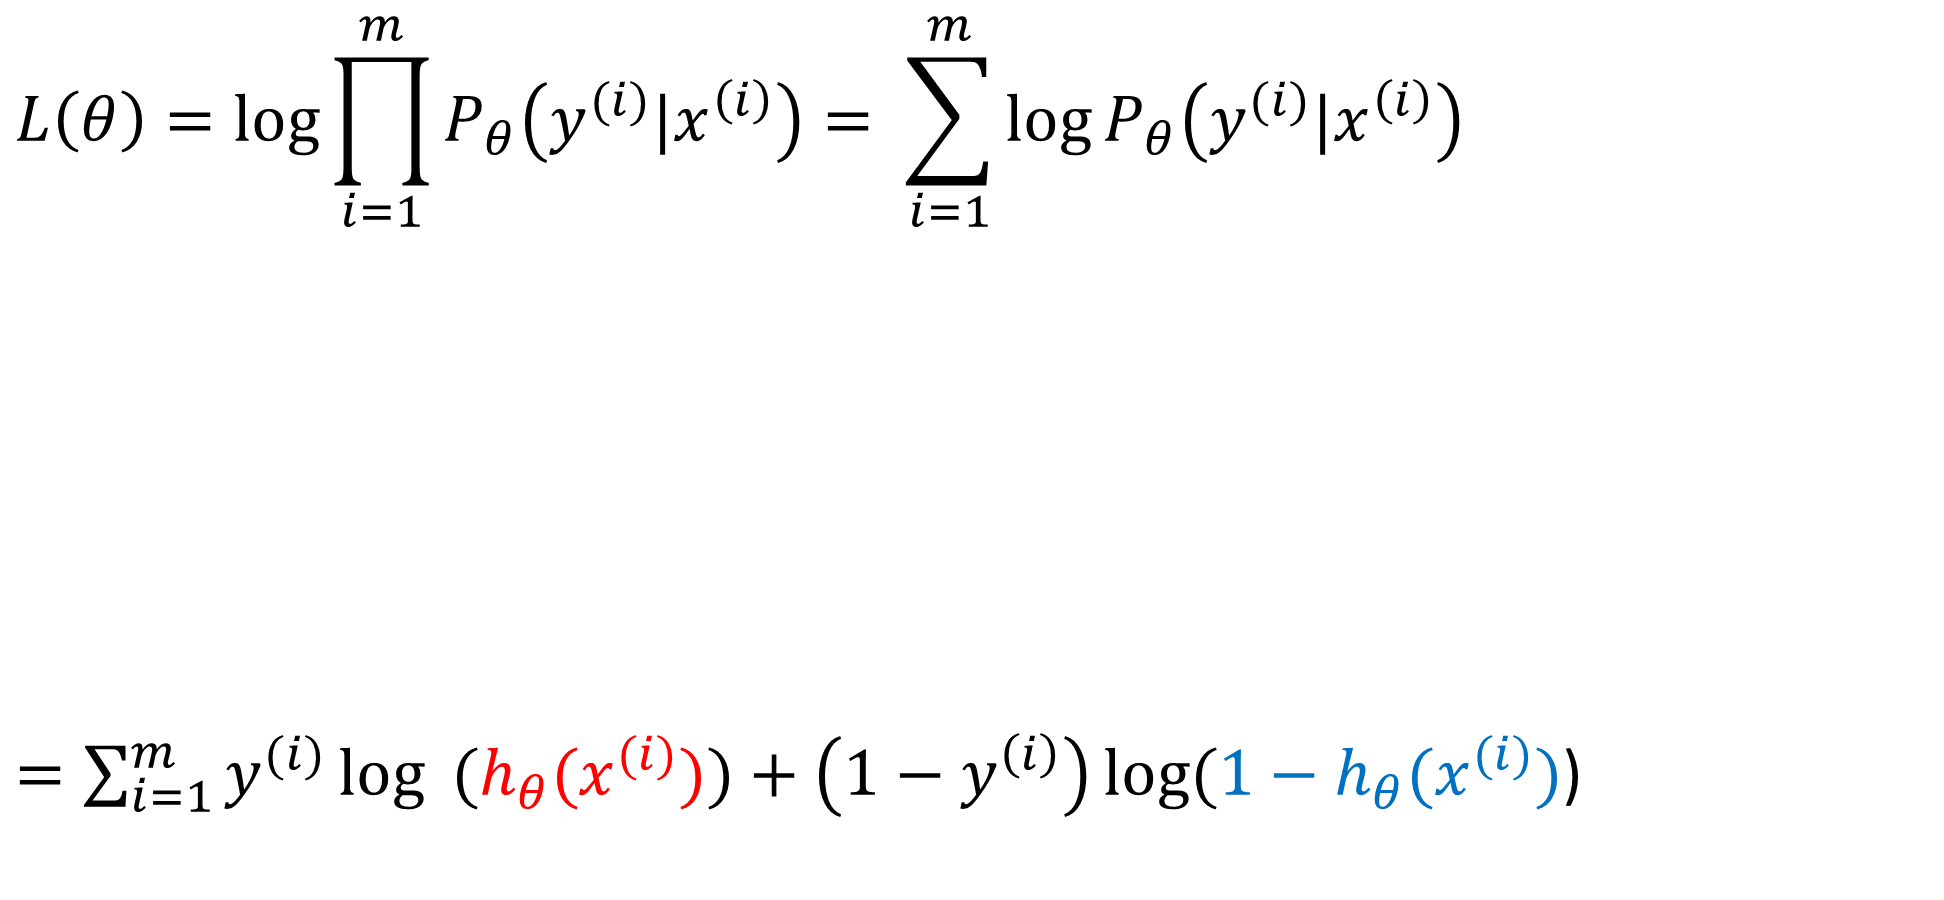 L(θ) = log ∏_{i=1}^{m} P_θ(y^{(i)}|x^{(i)}) = ∑_{i=1}^{m} log P_θ(y^{(i)}|x^{(i)})
= ∑_{i=1}^{m} y^{(i)} log (h_θ(x^{(i)})) + (1 − y^{(i)}) log(1 − h_θ(x^{(i)}))